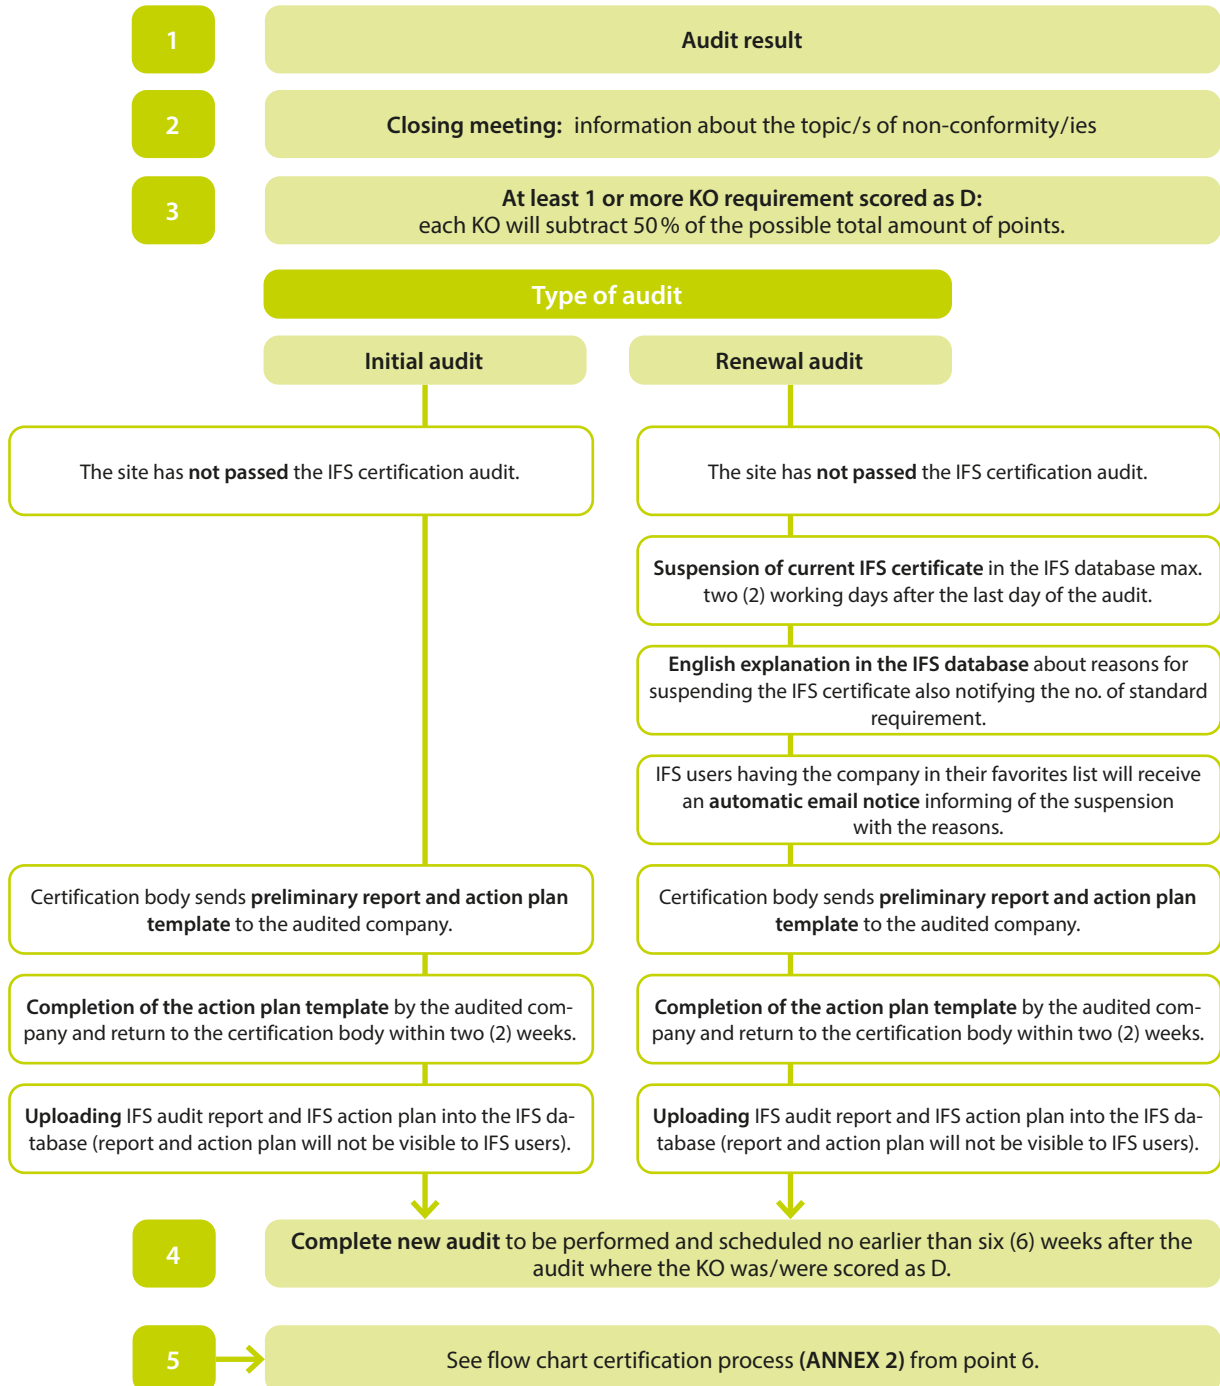 1
Audit result
2
Closing meeting: information about the topic/s of non-conformity/ies
3
At least 1 or more KO requirement scored as D:
each KO will subtract 50 % of the possible total amount of points.
Type of audit
Initial audit
The site has not passed the IFS certification audit.
Certification body sends preliminary report and action plan
template to the audited company.
Completion of the action plan template by the audited com-
pany and return to the certification body within two (2) weeks.
Uploading IFS audit report and IFS action plan into the IFS da-
tabase (report and action plan will not be visible to IFS users).
Renewal audit
The site has not passed the IFS certification audit.
Suspension of current IFS certificate in the IFS database max.
two (2) working days after the last day of the audit.
English explanation in the IFS database about reasons for
suspending the IFS certificate also notifying the no. of standard
requirement.
IFS users having the company in their favorites list will receive
an automatic email notice informing of the suspension
with the reasons.
Certification body sends preliminary report and action plan
template to the audited company.
Completion of the action plan template by the audited com-
pany and return to the certification body within two (2) weeks.
Uploading IFS audit report and IFS action plan into the IFS da-
tabase (report and action plan will not be visible to IFS users).
4
Complete new audit to be performed and scheduled no earlier than six (6) weeks after the
audit where the KO was/were scored as D.
5
See flow chart certification process (ANNEX 2) from point 6.